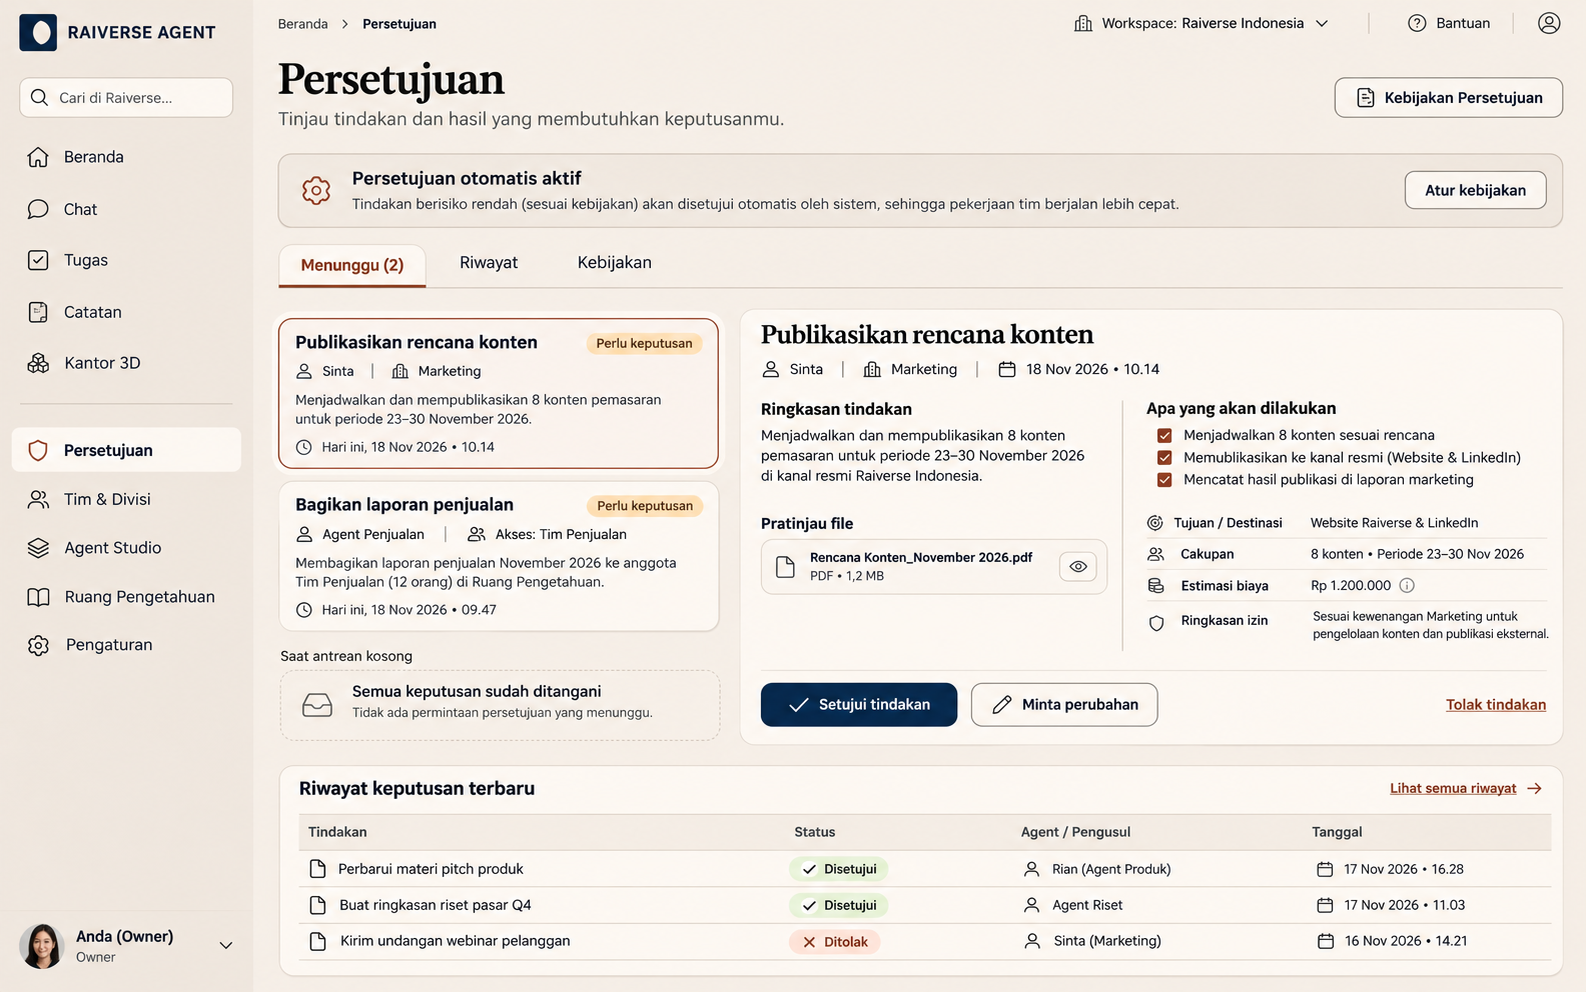 RAIVERSE AGENT
Cari di Raiverse...
Beranda
Chat
Tugas
Catatan
Kantor 3D
Persetujuan
Tim & Divisi
Agent Studio
Ruang Pengetahuan
Pengaturan
Anda (Owner)
Owner
Beranda > Persetujuan
Workspace: Raiverse Indonesia
Bantuan
Persetujuan
Tinjau tindakan dan hasil yang membutuhkan keputusanmu.
Kebijakan Persetujuan
Persetujuan otomatis aktif
Tindakan berisiko rendah (sesuai kebijakan) akan disetujui otomatis oleh sistem, sehingga pekerjaan tim berjalan lebih cepat.
Atur kebijakan
Menunggu (2)
Riwayat
Kebijakan
Publikasikan rencana konten
Perlu keputusan
Sinta | Marketing
Menjadwalkan dan mempublikasikan 8 konten pemasaran
untuk periode 23–30 November 2026.
Hari ini, 18 Nov 2026 • 10.14
Bagikan laporan penjualan
Perlu keputusan
Agent Penjualan | Akses: Tim Penjualan
Membagikan laporan penjualan November 2026 ke anggota
Tim Penjualan (12 orang) di Ruang Pengetahuan.
Hari ini, 18 Nov 2026 • 09.47
Saat antrean kosong
Semua keputusan sudah ditangani
Tidak ada permintaan persetujuan yang menunggu.
Publikasikan rencana konten
Sinta | Marketing | 18 Nov 2026 • 10.14
Ringkasan tindakan
Menjadwalkan dan mempublikasikan 8 konten
pemasaran untuk periode 23–30 November 2026
di kanal resmi Raiverse Indonesia.
Pratinjau file
Rencana Konten_November 2026.pdf
PDF • 1,2 MB
Apa yang akan dilakukan
Menjadwalkan 8 konten sesuai rencana
Memublikasikan ke kanal resmi (Website & LinkedIn)
Mencatat hasil publikasi di laporan marketing
Tujuan / Destinasi Website Raiverse & LinkedIn
Cakupan 8 konten • Periode 23–30 Nov 2026
Estimasi biaya Rp 1.200.000
Ringkasan izin Sesuai kewenangan Marketing untuk
pengelolaan konten dan publikasi eksternal.
Setujui tindakan
Minta perubahan
Tolak tindakan
Riwayat keputusan terbaru
Lihat semua riwayat
Tindakan Status Agent / Pengusul Tanggal
Perbarui materi pitch produk Disetujui Rian (Agent Produk) 17 Nov 2026 • 16.28
Buat ringkasan riset pasar Q4 Disetujui Agent Riset 17 Nov 2026 • 11.03
Kirim undangan webinar pelanggan Ditolak Sinta (Marketing) 16 Nov 2026 • 14.21